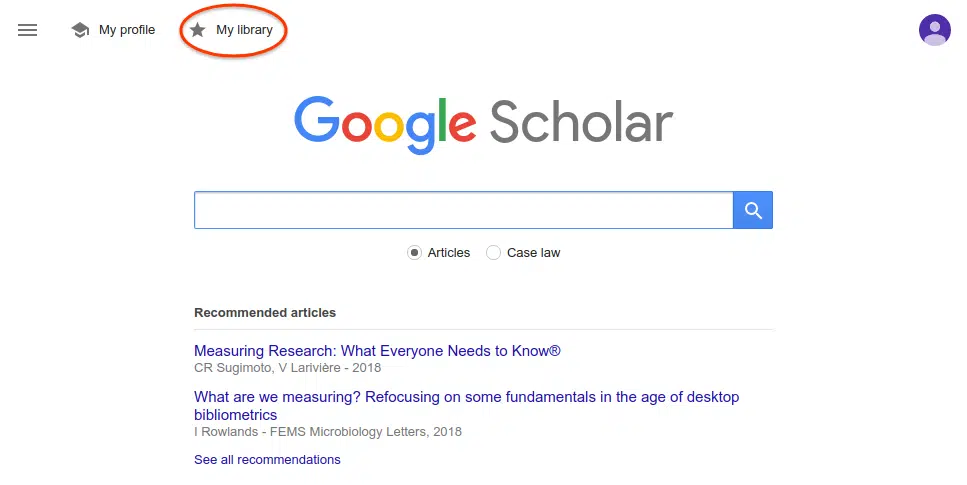 My profile
My library
Google Scholar
Articles
Case law
Recommended articles
Measuring Research: What Everyone Needs to Know®
CR Sugimoto, V Larivière - 2018
What are we measuring? Refocusing on some fundamentals in the age of desktop
bibliometrics
I Rowlands - FEMS Microbiology Letters, 2018
See all recommendations